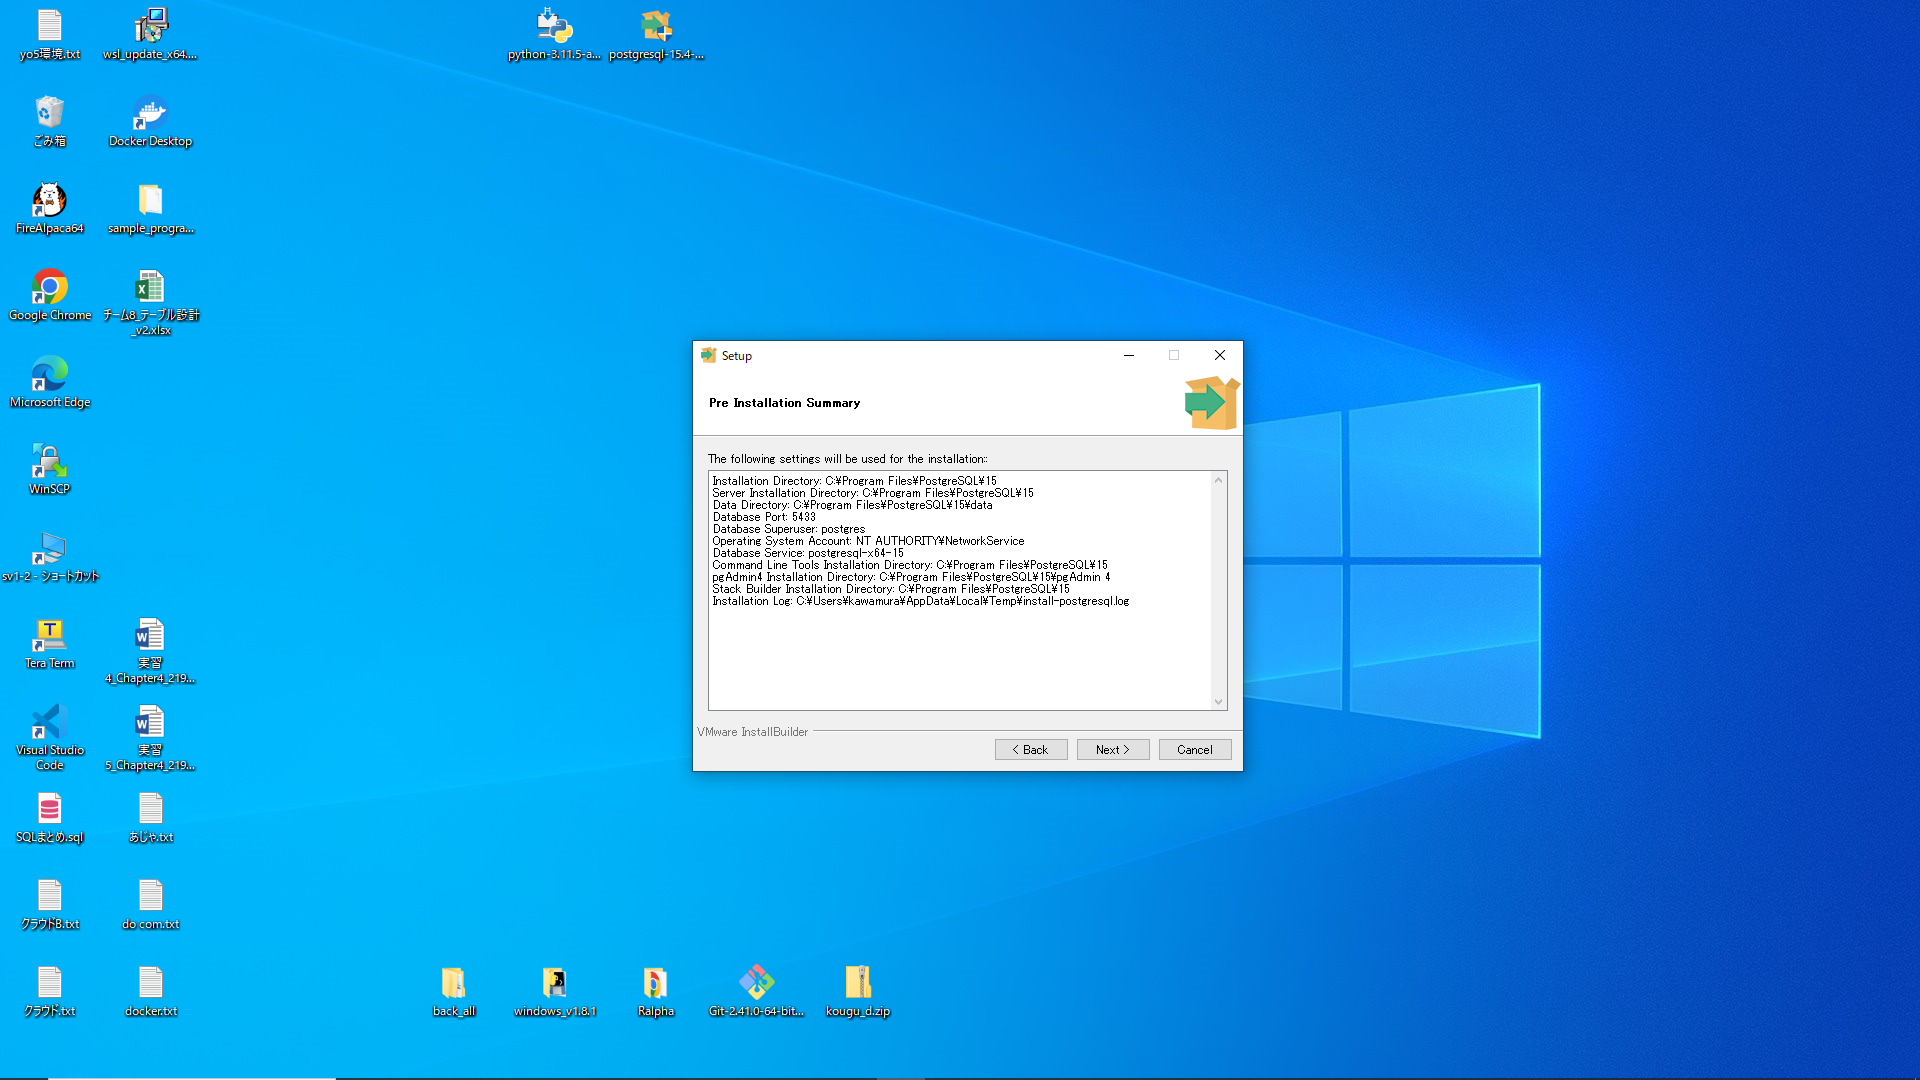 yo5環境.txt
wsl_update_x64....
python-3.11.5-a...
postgresql-15.4-...
ごみ箱
Docker Desktop
FireAlpaca64
sample_progra...
Google Chrome
チーム8_テーブル設計
_v2.xlsx
Microsoft Edge
WinSCP
sv1-2 - ショートカット
Tera Term
実習
4_Chapter4_219...
Visual Studio
Code
実習
5_Chapter4_219...
SQLまとめ.sql
あじゃ.txt
クラウドB.txt
do com.txt
クラウド.txt
docker.txt
back_all
windows_v1.8.1
Ralpha
Git-2.41.0-64-bit...
kougu_d.zip
Setup
Pre Installation Summary
The following settings will be used for the installation::
Installation Directory: C:¥Program Files¥PostgreSQL¥15
Server Installation Directory: C:¥Program Files¥PostgreSQL¥15
Data Directory: C:¥Program Files¥PostgreSQL¥15¥data
Database Port: 5433
Database Superuser: postgres
Operating System Account: NT AUTHORITY¥NetworkService
Database Service: postgresql-x64-15
Command Line Tools Installation Directory: C:¥Program Files¥PostgreSQL¥15
pgAdmin4 Installation Directory: C:¥Program Files¥PostgreSQL¥15¥pgAdmin 4
Stack Builder Installation Directory: C:¥Program Files¥PostgreSQL¥15
Installation Log: C:¥Users¥kawamura¥AppData¥Local¥Temp¥install-postgresql.log
VMware InstallBuilder
< Back
Next >
Cancel